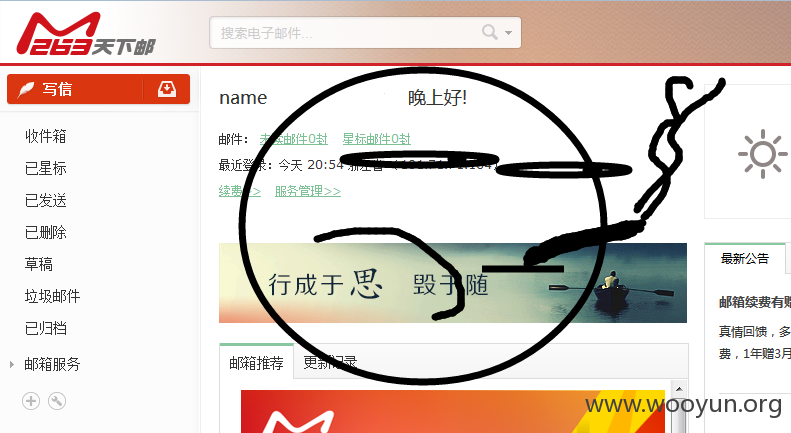 263天下邮
搜索电子邮件...
写信
name 晚上好!
收件箱
邮件： 未读邮件0封 星标邮件0封
已星标
最近登录：今天 20:54
续费>> 服务管理>>
已发送
已删除
草稿
行成于思 毁于随
最新公告
垃圾邮件
邮箱续费有
已归档
真情回馈，多
费，1年赠3月
邮箱服务
邮箱推荐 更新记录
www.wooyun.org